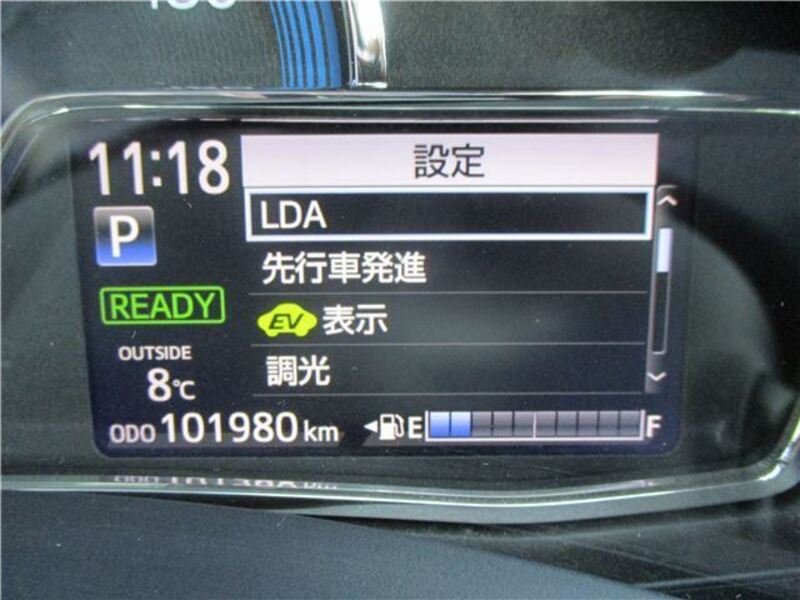 11:18
設定
P
LDA
先行車発進
READY
EV 表示
OUTSIDE
8℃
調光
ODO 101980 km
E F